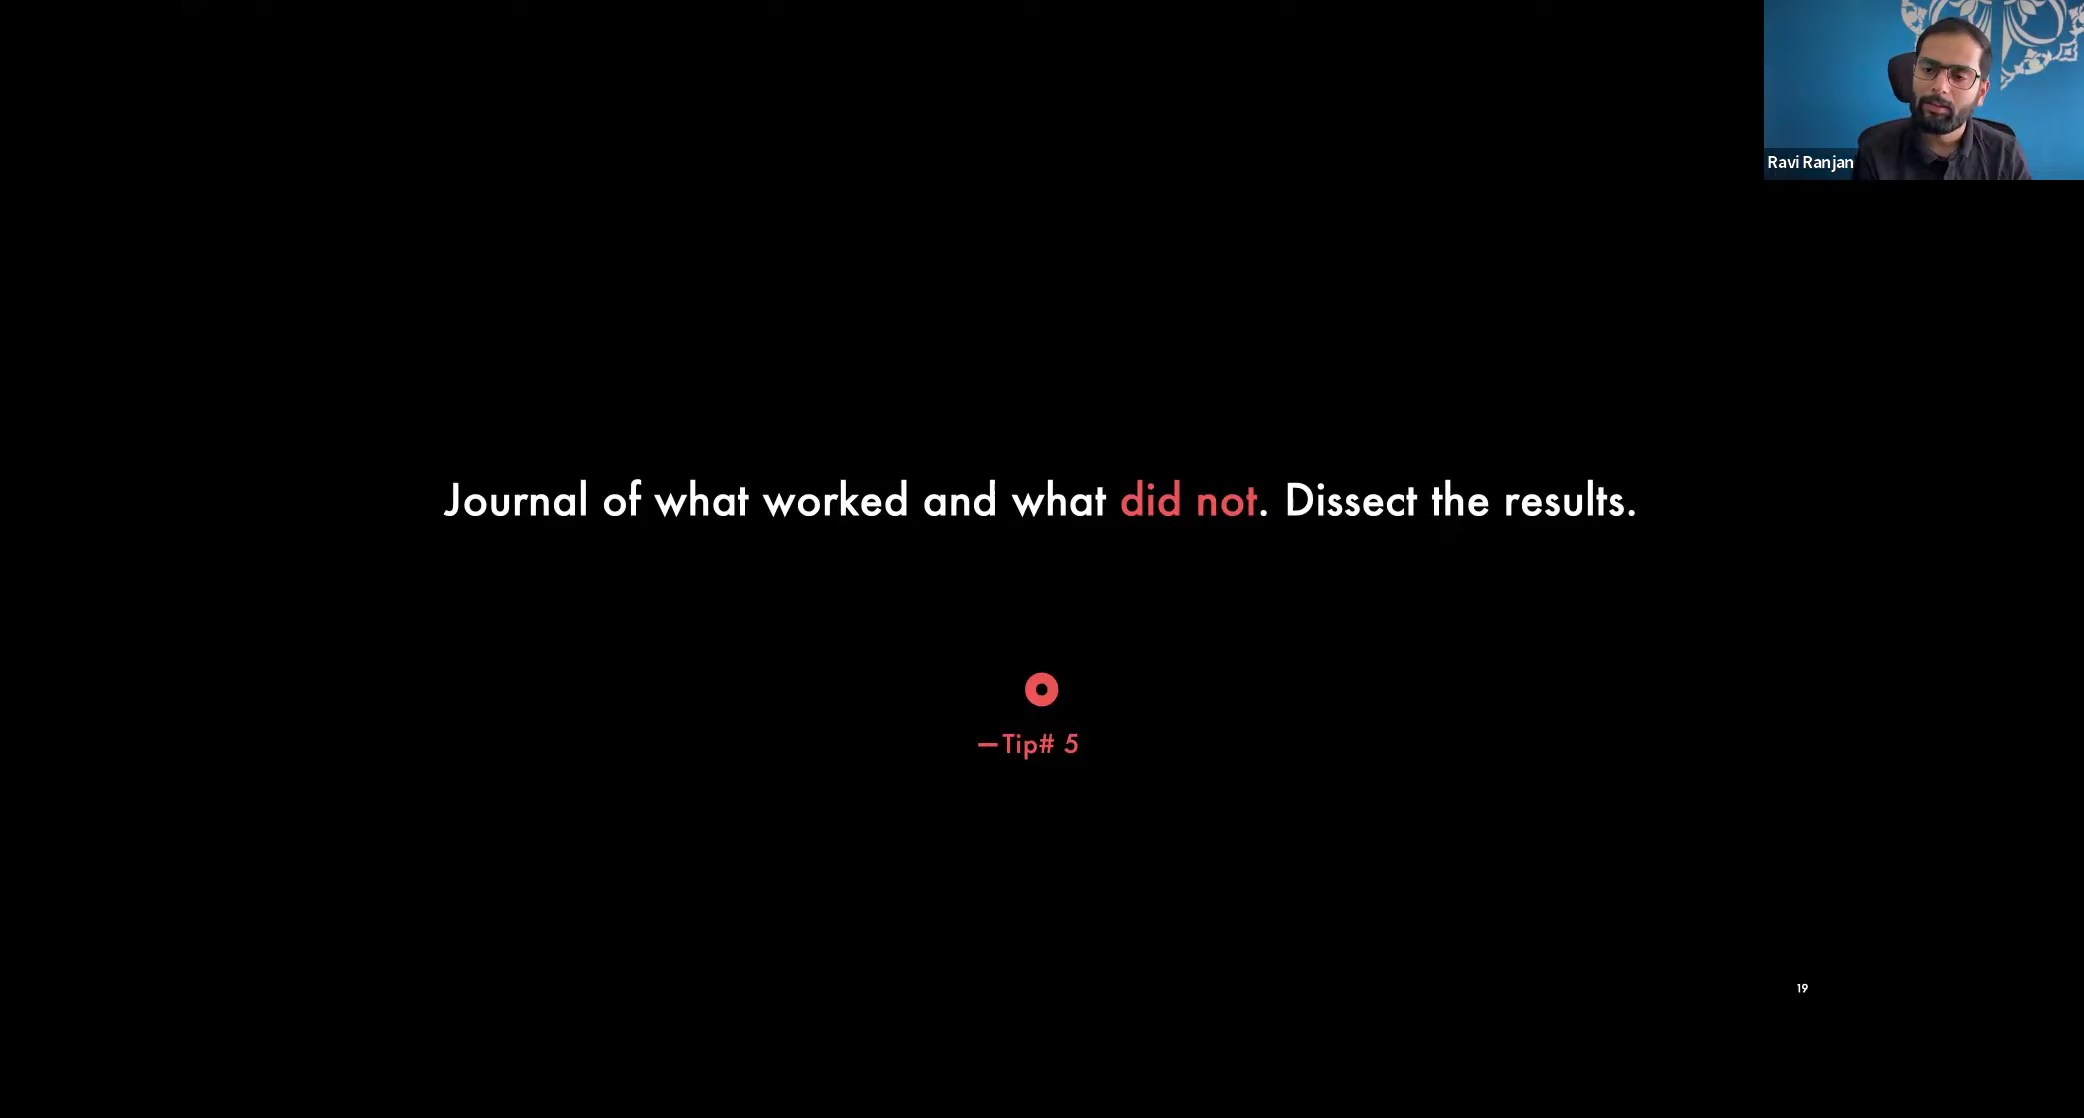 Ravi Ranjan
Journal of what worked and what did not. Dissect the results.
—Tip# 5
19